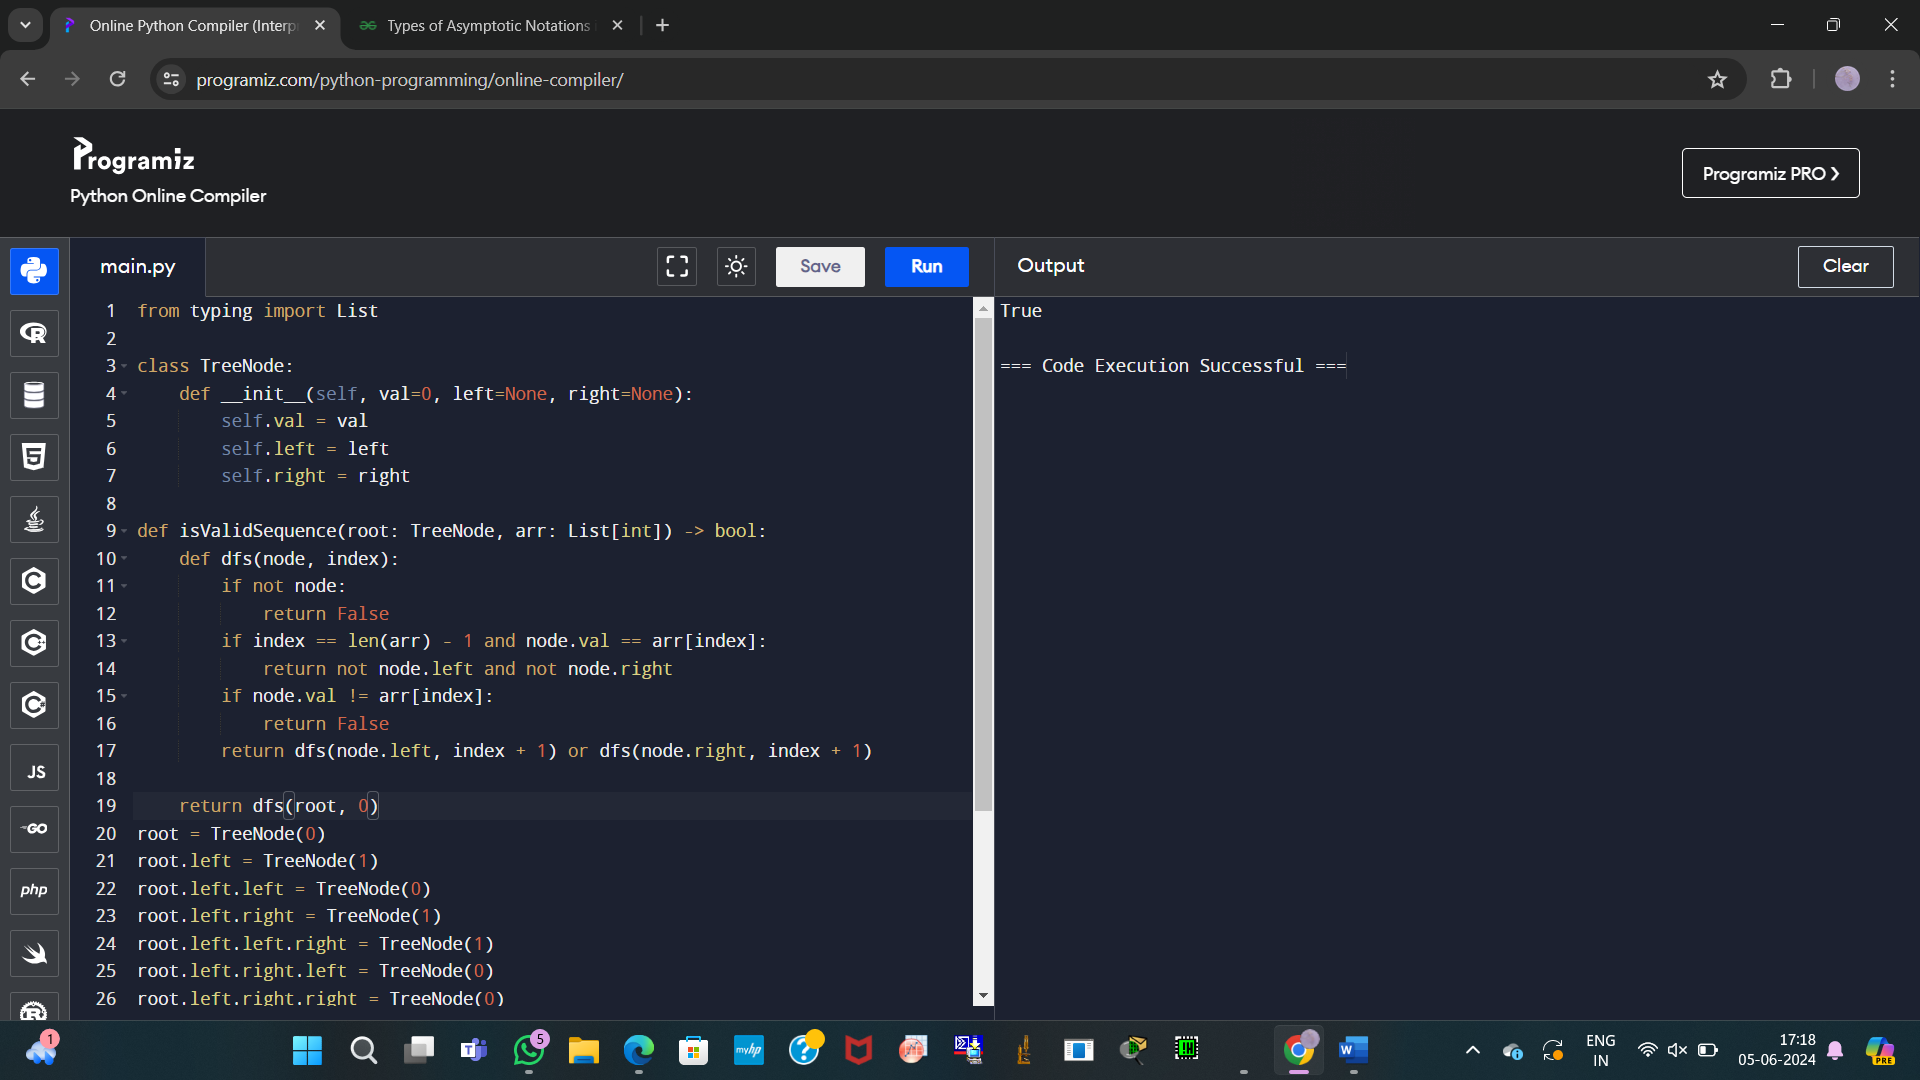 Online Python Compiler (Interp
Types of Asymptotic Notations
programiz.com/python-programming/online-compiler/
Programiz
Python Online Compiler
Programiz PRO
main.py
Save
Run
Output
Clear
1 from typing import List
2
3 class TreeNode:
4     def __init__(self, val=0, left=None, right=None):
5         self.val = val
6         self.left = left
7         self.right = right
8
9 def isValidSequence(root: TreeNode, arr: List[int]) -> bool:
10     def dfs(node, index):
11         if not node:
12             return False
13         if index == len(arr) - 1 and node.val == arr[index]:
14             return not node.left and not node.right
15         if node.val != arr[index]:
16             return False
17         return dfs(node.left, index + 1) or dfs(node.right, index + 1)
18
19     return dfs(root, 0)
20 root = TreeNode(0)
21 root.left = TreeNode(1)
22 root.left.left = TreeNode(0)
23 root.left.right = TreeNode(1)
24 root.left.left.right = TreeNode(1)
25 root.left.right.left = TreeNode(0)
26 root.left.right.right = TreeNode(0)
True
=== Code Execution Successful ===
JS
GO
php
1
5
myhp
ENG
IN
17:18
05-06-2024
PRE